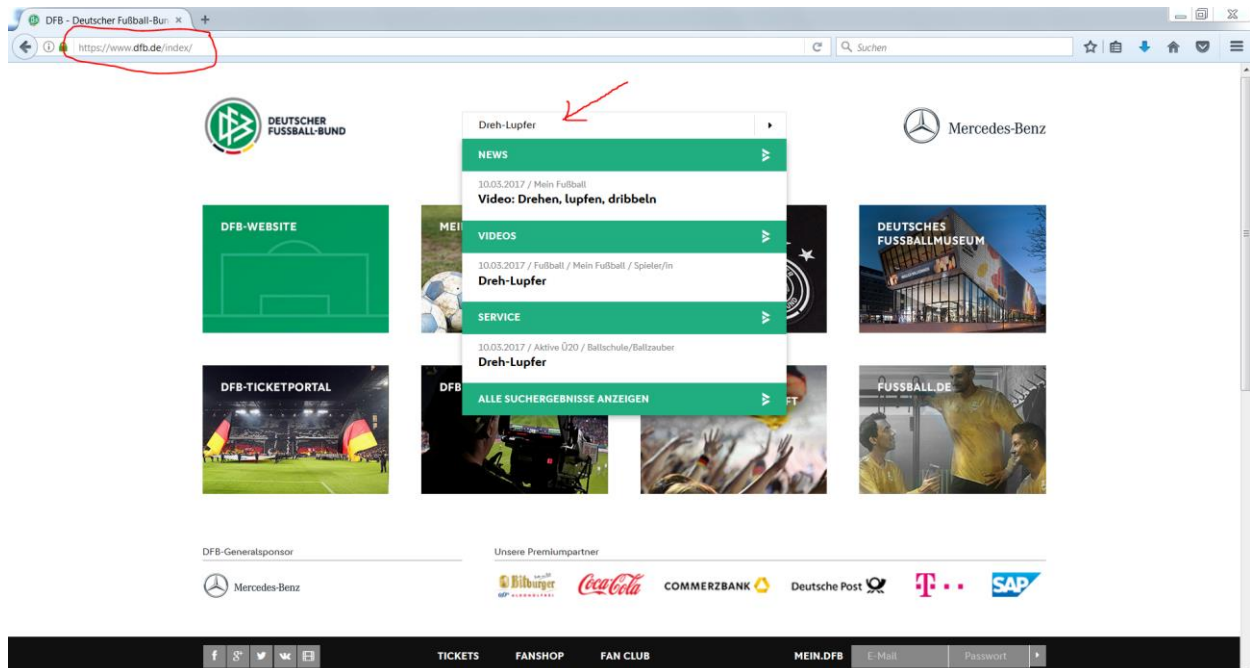 DFB - Deutscher Fußball-Bun
https://www.dfb.de/index/
Suchen
DEUTSCHER
FUSSBALL-BUND
Dreh-Lupfer
Mercedes-Benz
NEWS
10.03.2017 / Mein Fußball
Video: Drehen, lupfen, dribbeln
VIDEOS
10.03.2017 / Fußball / Mein Fußball / Spieler/in
Dreh-Lupfer
SERVICE
10.03.2017 / Aktive Ü20 / Ballschule/Ballzauber
Dreh-Lupfer
ALLE SUCHERGEBNISSE ANZEIGEN
DFB-WEBSITE
MEI
DEUTSCHES
FUSSBALLMUSEUM
DFB-TICKETPORTAL
DFB
FT
FUSSBALL.DE
DFB-Generalsponsor
Unsere Premiumpartner
Mercedes-Benz
Bitburger
Coca-Cola
COMMERZBANK
Deutsche Post
T
SAP
TICKETS
FANSHOP
FAN CLUB
MEIN.DFB
E-Mail
Passwort